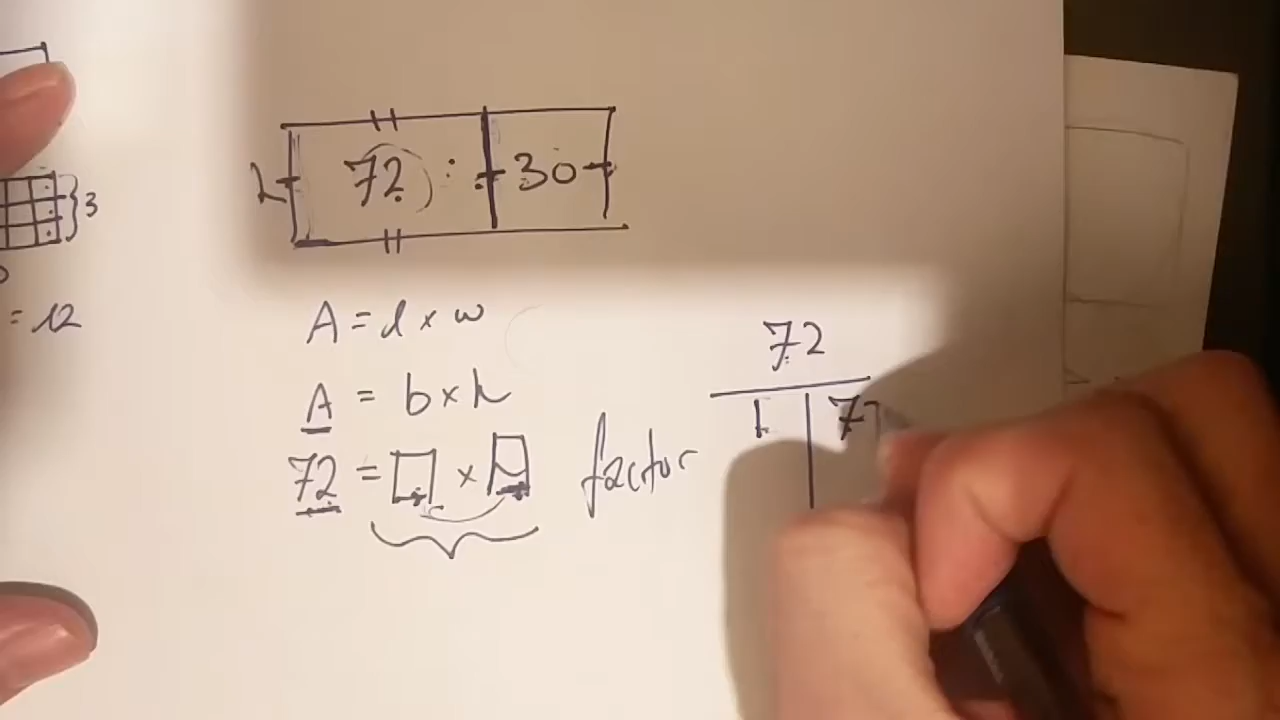 72 : 30
h
3
= 12
A = l x w
A = b x h
72 = □ x □ factor
72
1 | 72